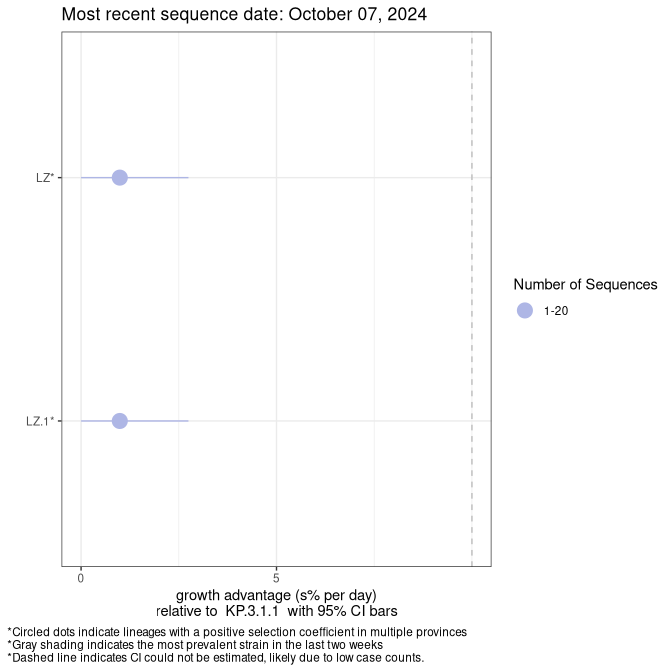 Most recent sequence date: October 07, 2024
LZ*
LZ.1*
Number of Sequences
1-20
0
5
growth advantage (s% per day)
relative to KP.3.1.1 with 95% CI bars
*Circled dots indicate lineages with a positive selection coefficient in multiple provinces
*Gray shading indicates the most prevalent strain in the last two weeks
*Dashed line indicates CI could not be estimated, likely due to low case counts.